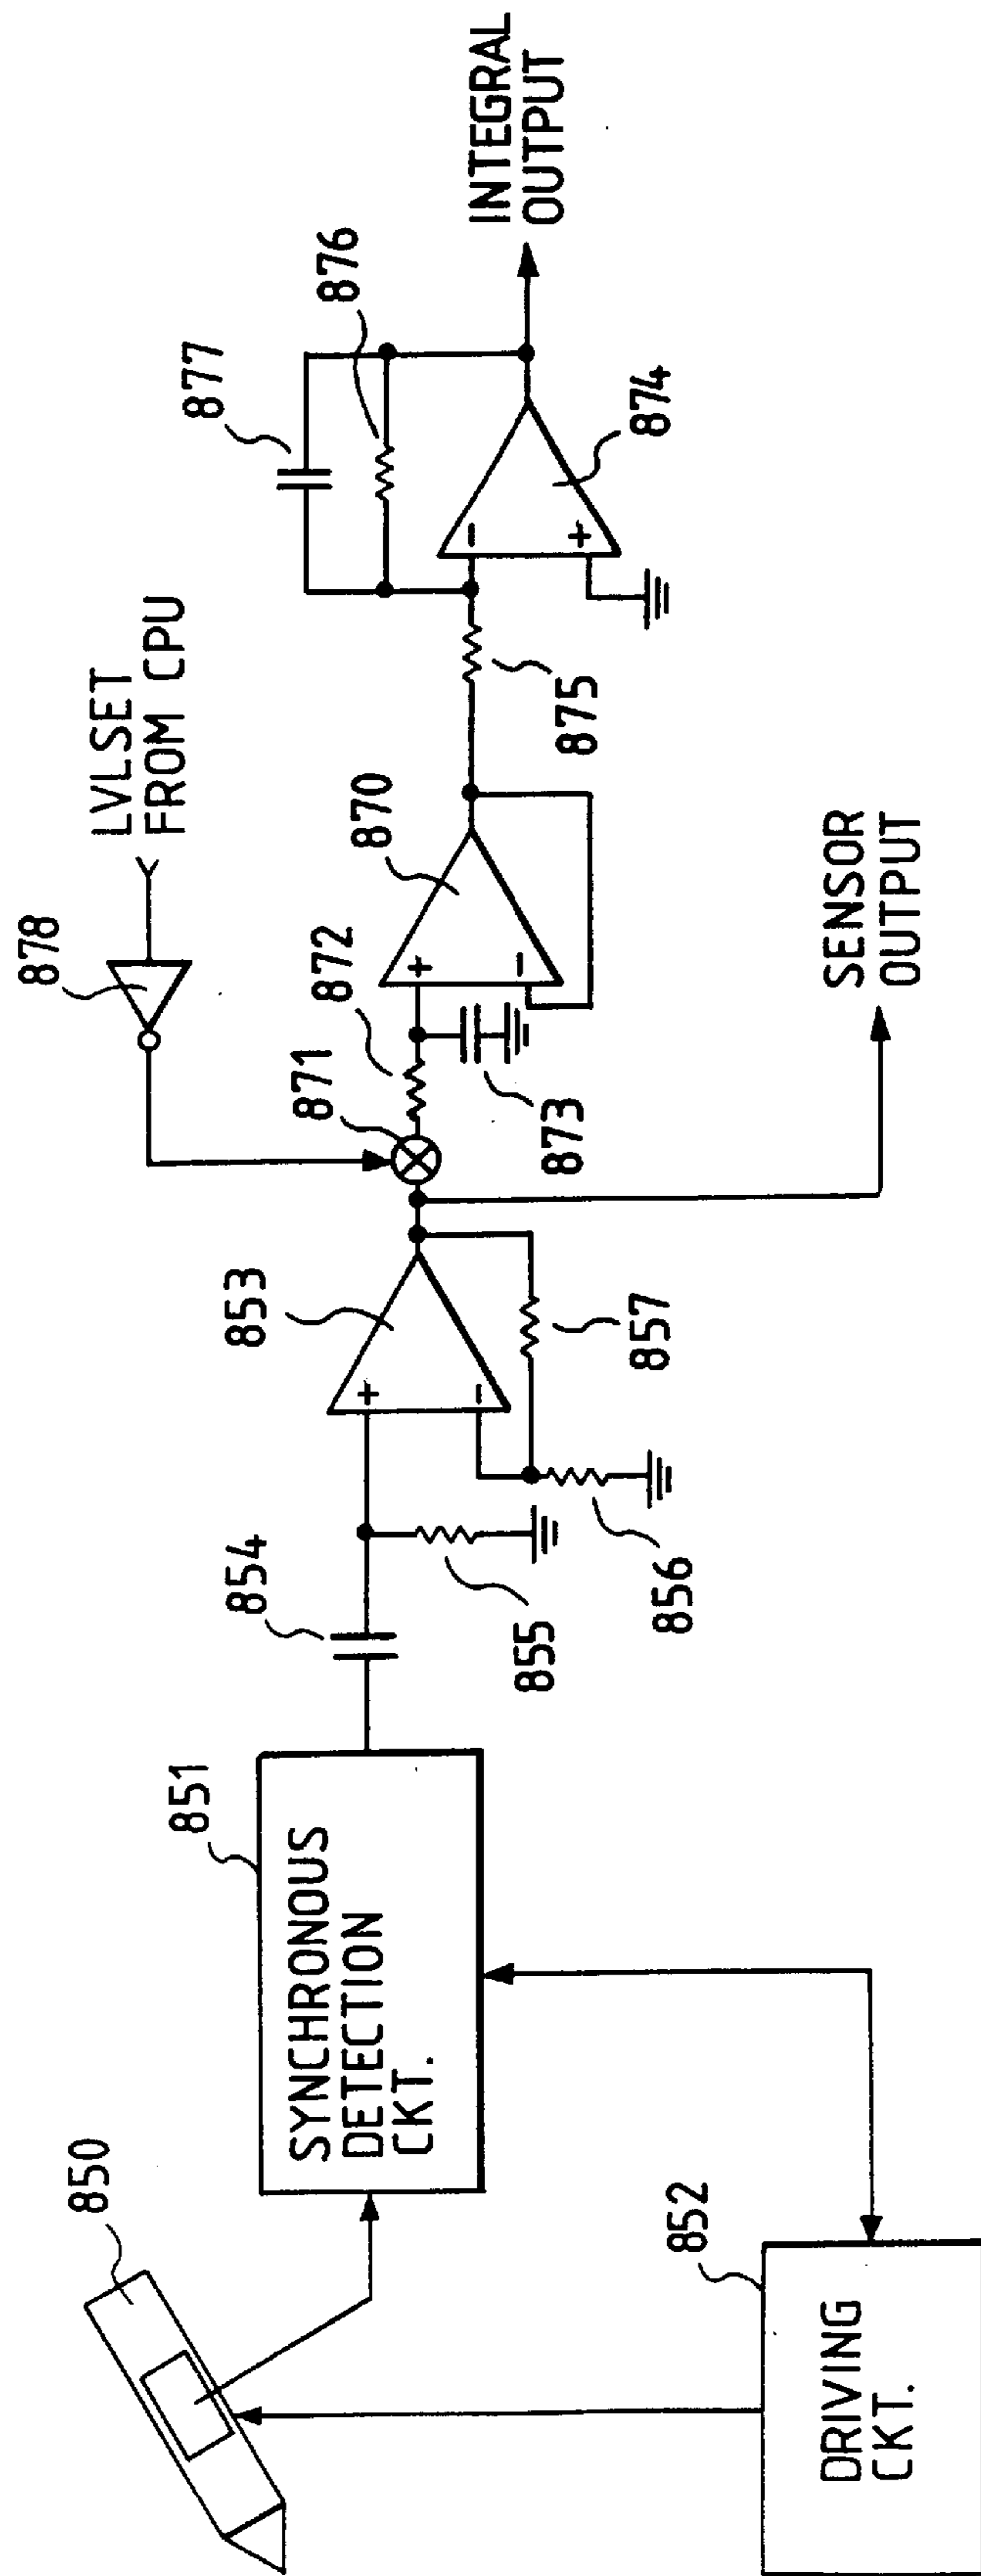 850
851
SYNCHRONOUS
DETECTION
CKT.
852
DRIVING
CKT.
854
855
853
+
−
856
857
878
LVLSET
FROM CPU
871
872
873
870
+
−
875
877
876
−
+
874
INTEGRAL
OUTPUT
SENSOR
OUTPUT